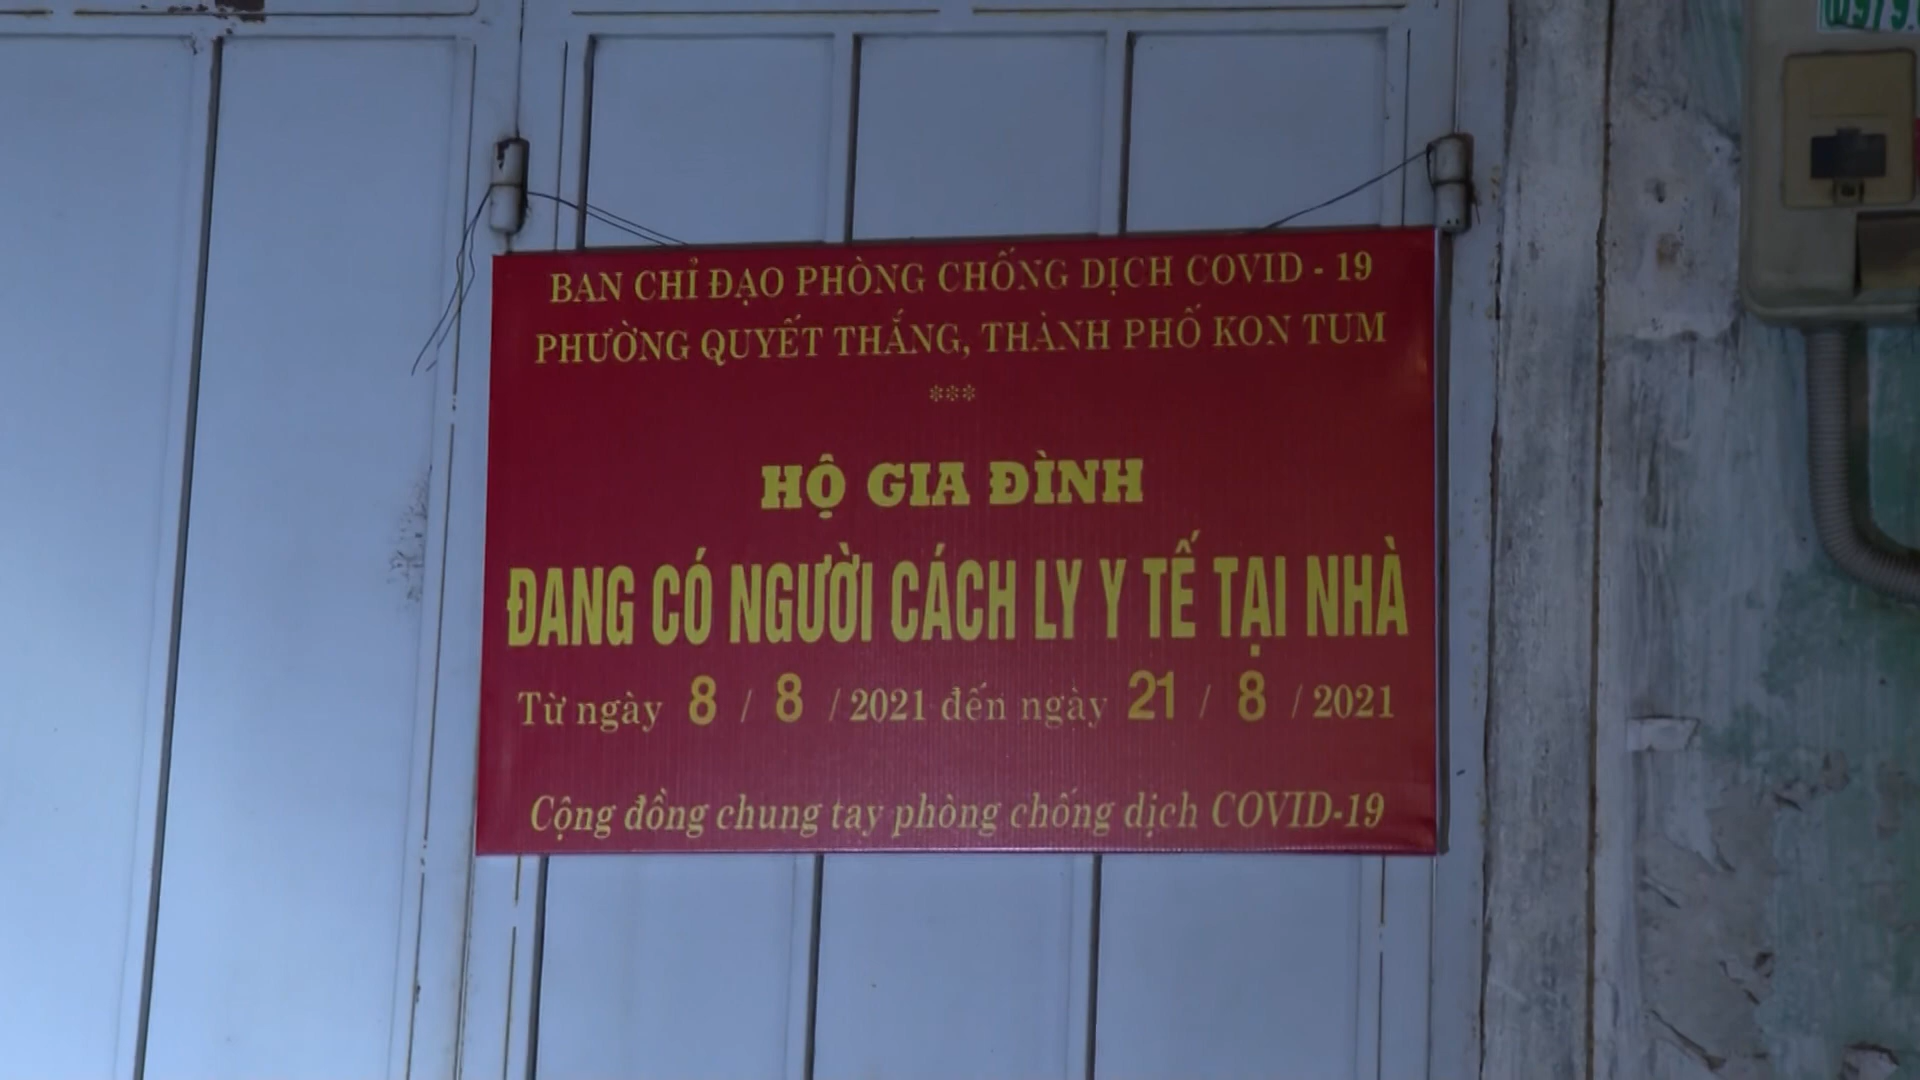 BAN CHỈ ĐẠO PHÒNG CHỐNG DỊCH COVID - 19
PHƯỜNG QUYẾT THẮNG, THÀNH PHỐ KON TUM
***
HỘ GIA ĐÌNH
ĐANG CÓ NGƯỜI CÁCH LY Y TẾ TẠI NHÀ
Từ ngày 8 / 8 / 2021 đến ngày 21 / 8 / 2021
Cộng đồng chung tay phòng chống dịch COVID-19